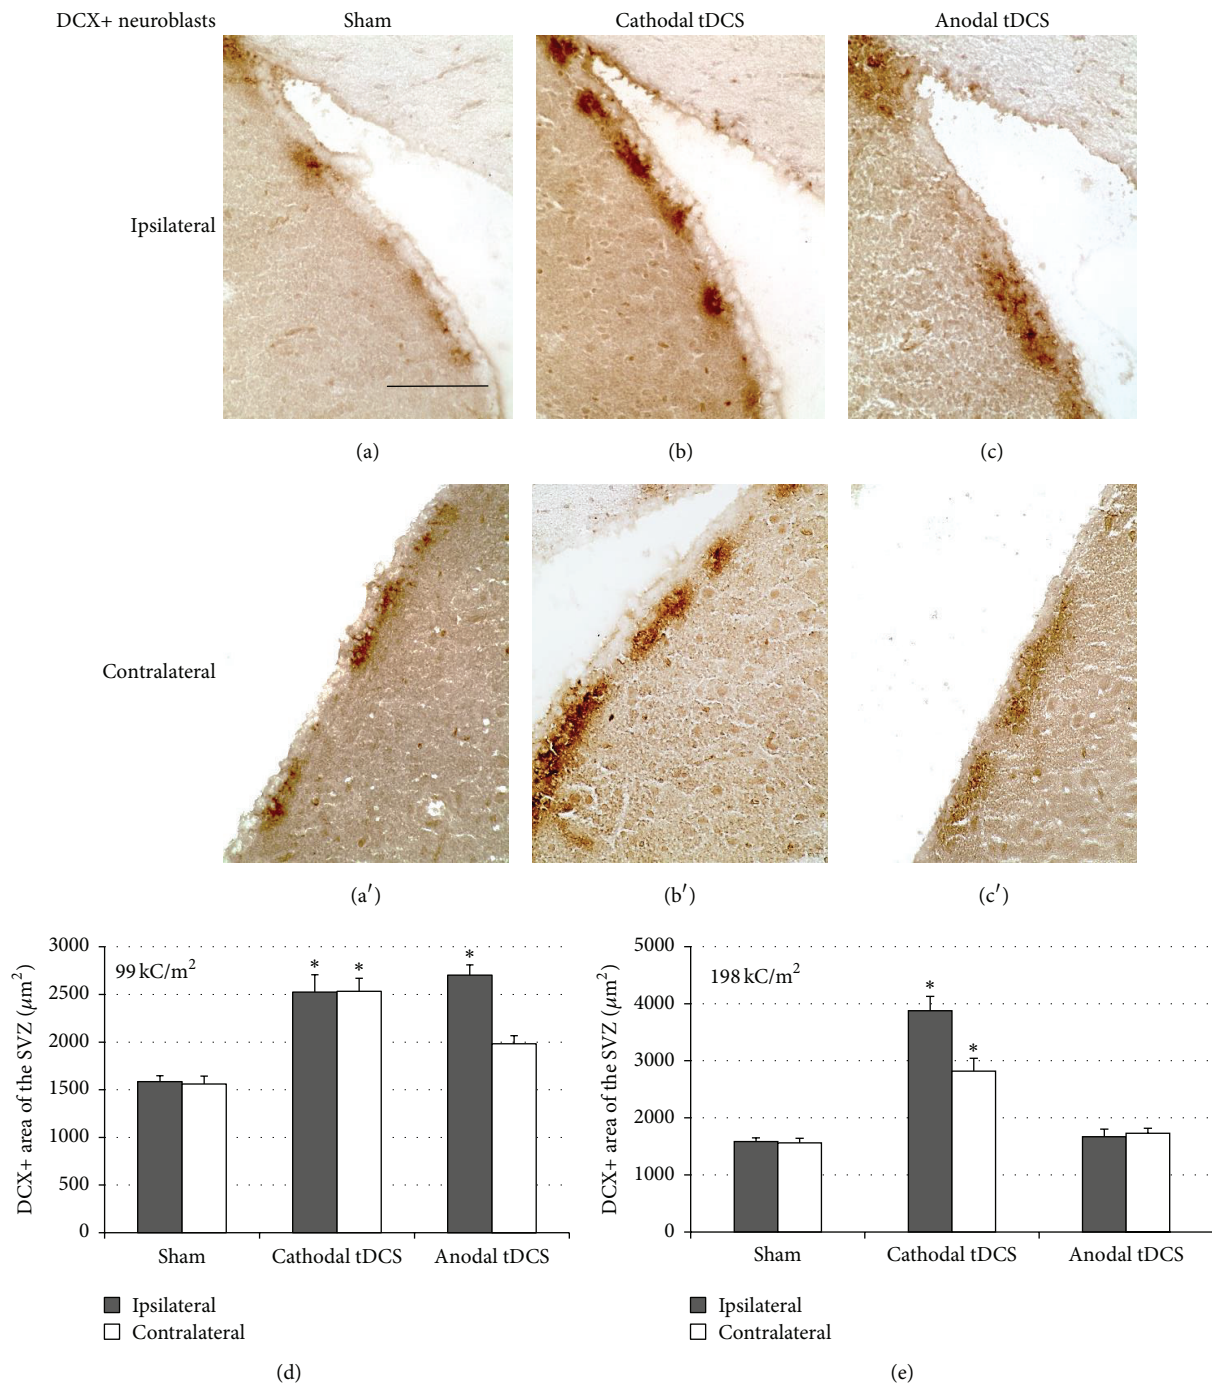 DCX+ neuroblasts Sham Cathodal tDCS Anodal tDCS
Ipsilateral
(a) (b) (c)
Contralateral
(a′) (b′) (c′)
DCX+ area of the SVZ (μm²)
3000
2500
2000
1500
1000
500
0
99 kC/m²
* * *
Sham Cathodal tDCS Anodal tDCS
Ipsilateral
Contralateral
(d)
DCX+ area of the SVZ (μm²)
5000
4000
3000
2000
1000
0
198 kC/m²
* *
Sham Cathodal tDCS Anodal tDCS
Ipsilateral
Contralateral
(e)